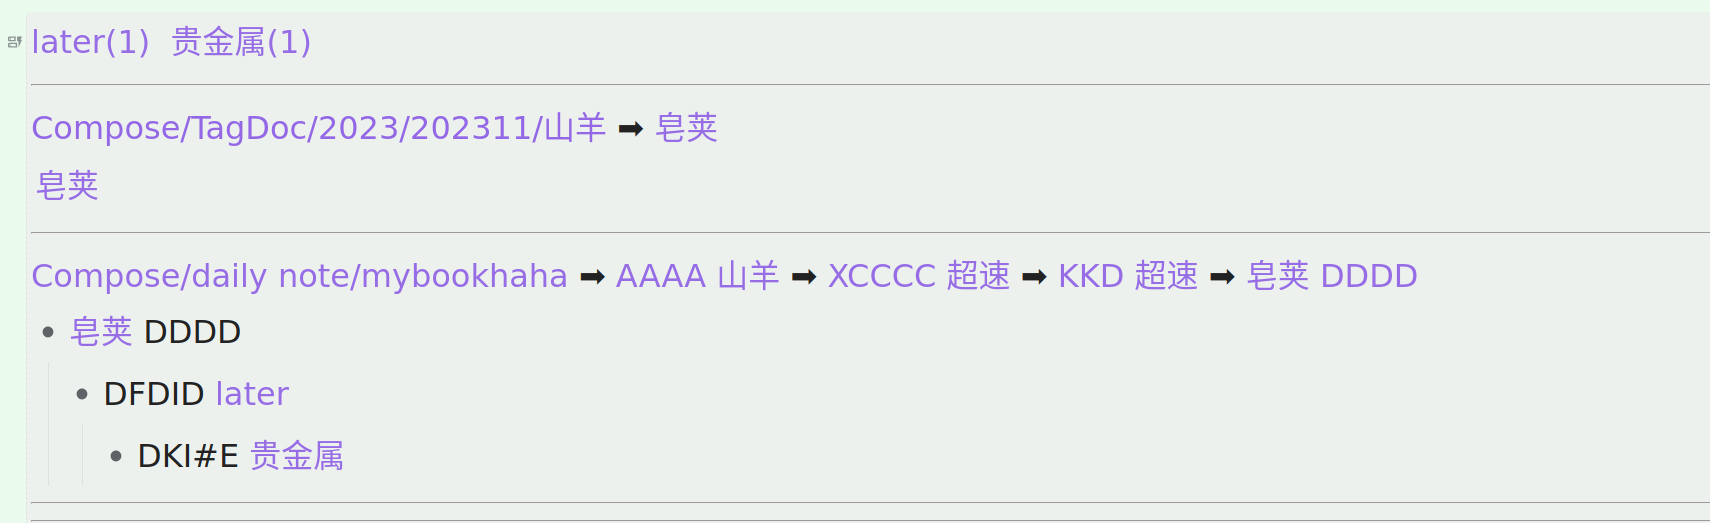 later(1) 贵金属(1)
Compose/TagDoc/2023/202311/山羊 ➡ 皂荚
皂荚
Compose/daily note/mybookhaha ➡ AAAA 山羊 ➡ XCCCC 超速 ➡ KKD 超速 ➡ 皂荚 DDDD
• 皂荚 DDDD
• DFDID later
• DKI#E 贵金属